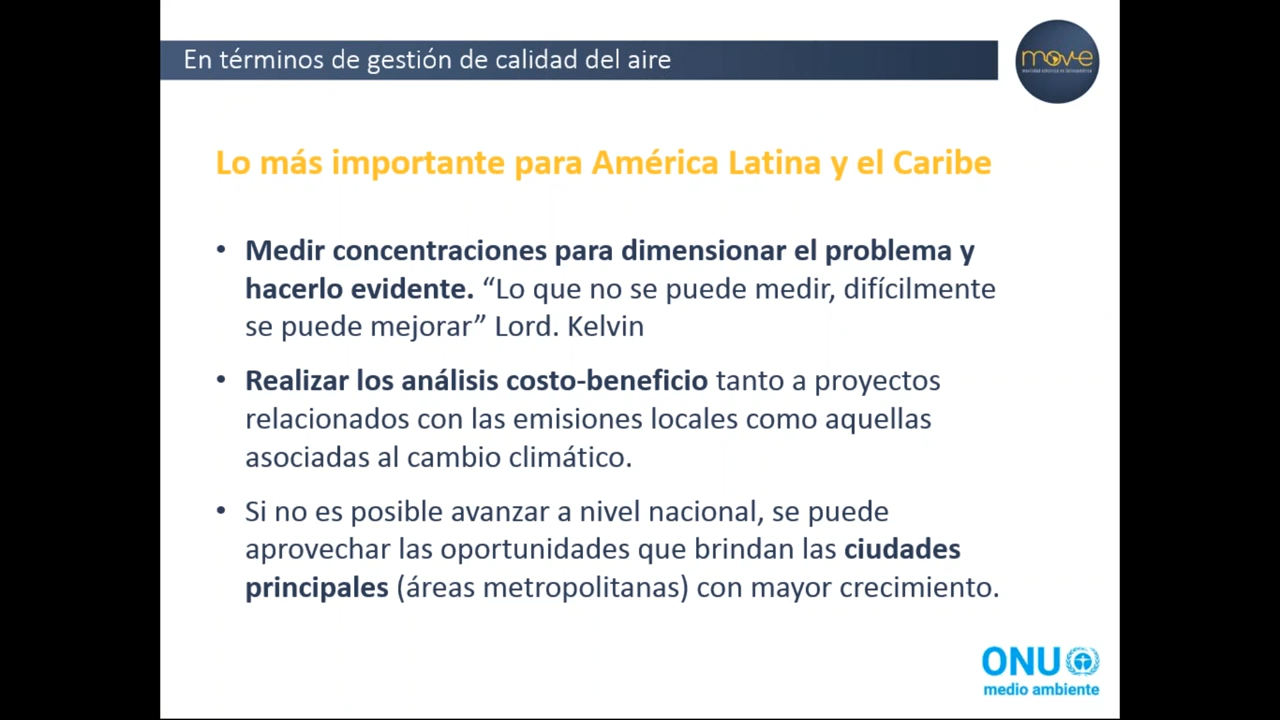 En términos de gestión de calidad del aire
move
movilidad eléctrica en latinoamérica
Lo más importante para América Latina y el Caribe
• Medir concentraciones para dimensionar el problema y
hacerlo evidente. “Lo que no se puede medir, difícilmente
se puede mejorar” Lord. Kelvin
• Realizar los análisis costo-beneficio tanto a proyectos
relacionados con las emisiones locales como aquellas
asociadas al cambio climático.
• Si no es posible avanzar a nivel nacional, se puede
aprovechar las oportunidades que brindan las ciudades
principales (áreas metropolitanas) con mayor crecimiento.
ONU
medio ambiente